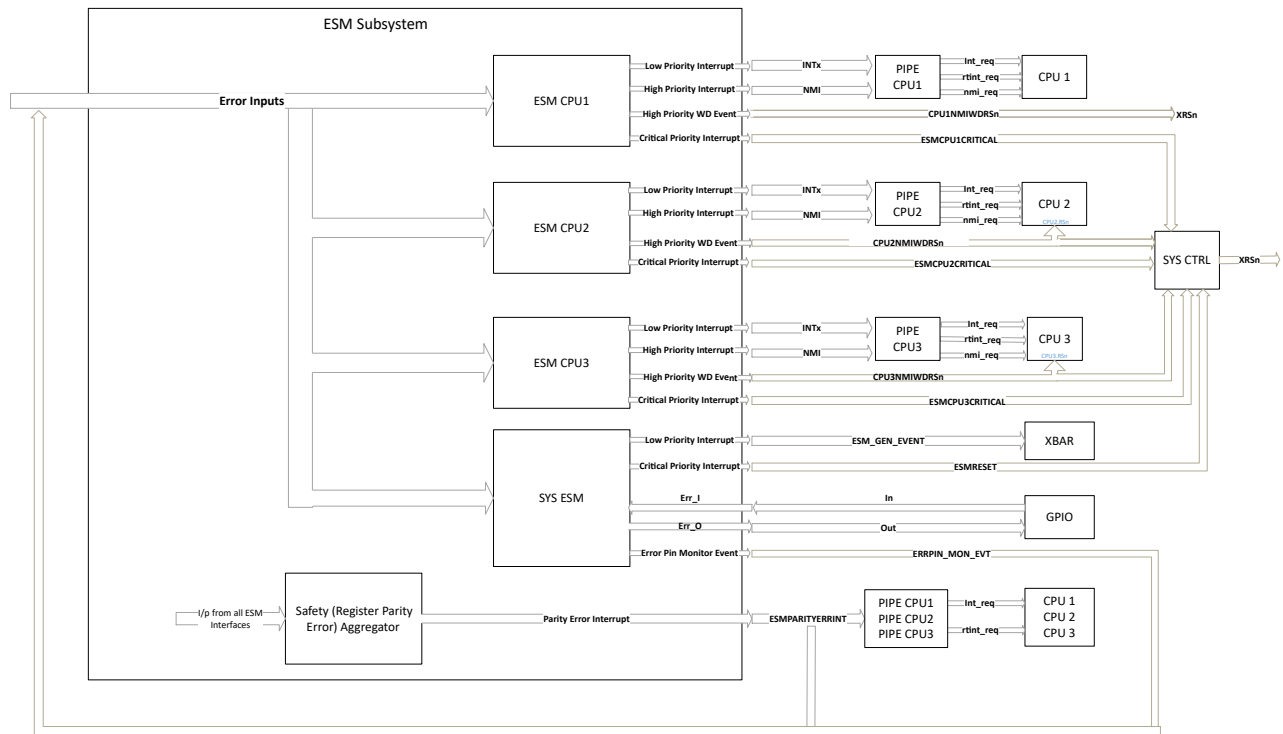 ESM Subsystem
Error Inputs
ESM CPU1
Low Priority Interrupt
High Priority Interrupt
High Priority WD Event
Critical Priority Interrupt
INTx
NMI
CPU1NMIWDRSn
ESMCPU1CRITICAL
PIPE
CPU1
Int_req
rtint_req
nmi_req
CPU 1
XRSn
ESM CPU2
Low Priority Interrupt
High Priority Interrupt
High Priority WD Event
Critical Priority Interrupt
INTx
NMI
CPU2NMIWDRSn
ESMCPU2CRITICAL
PIPE
CPU2
Int_req
rtint_req
nmi_req
CPU 2
CPU2.RSn
SYS CTRL
XRSn
ESM CPU3
Low Priority Interrupt
High Priority Interrupt
High Priority WD Event
Critical Priority Interrupt
INTx
NMI
CPU3NMIWDRSn
ESMCPU3CRITICAL
PIPE
CPU3
Int_req
rtint_req
nmi_req
CPU 3
CPU3.RSn
SYS ESM
Low Priority Interrupt
Critical Priority Interrupt
Err_I
Err_O
Error Pin Monitor Event
ESM_GEN_EVENT
ESMRESET
In
Out
ERRPIN_MON_EVT
XBAR
GPIO
I/p from all ESM
Interfaces
Safety (Register Parity
Error) Aggregator
Parity Error Interrupt
ESMPARITYERRINT
PIPE CPU1
PIPE CPU2
PIPE CPU3
Int_req
rtint_req
CPU 1
CPU 2
CPU 3